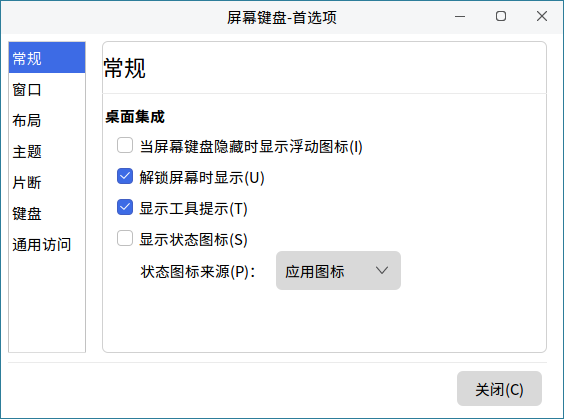 屏幕键盘-首选项
常规
窗口
布局
主题
片断
键盘
通用访问
常规
桌面集成
当屏幕键盘隐藏时显示浮动图标(I)
解锁屏幕时显示(U)
显示工具提示(T)
显示状态图标(S)
状态图标来源(P)： 应用图标
关闭(C)